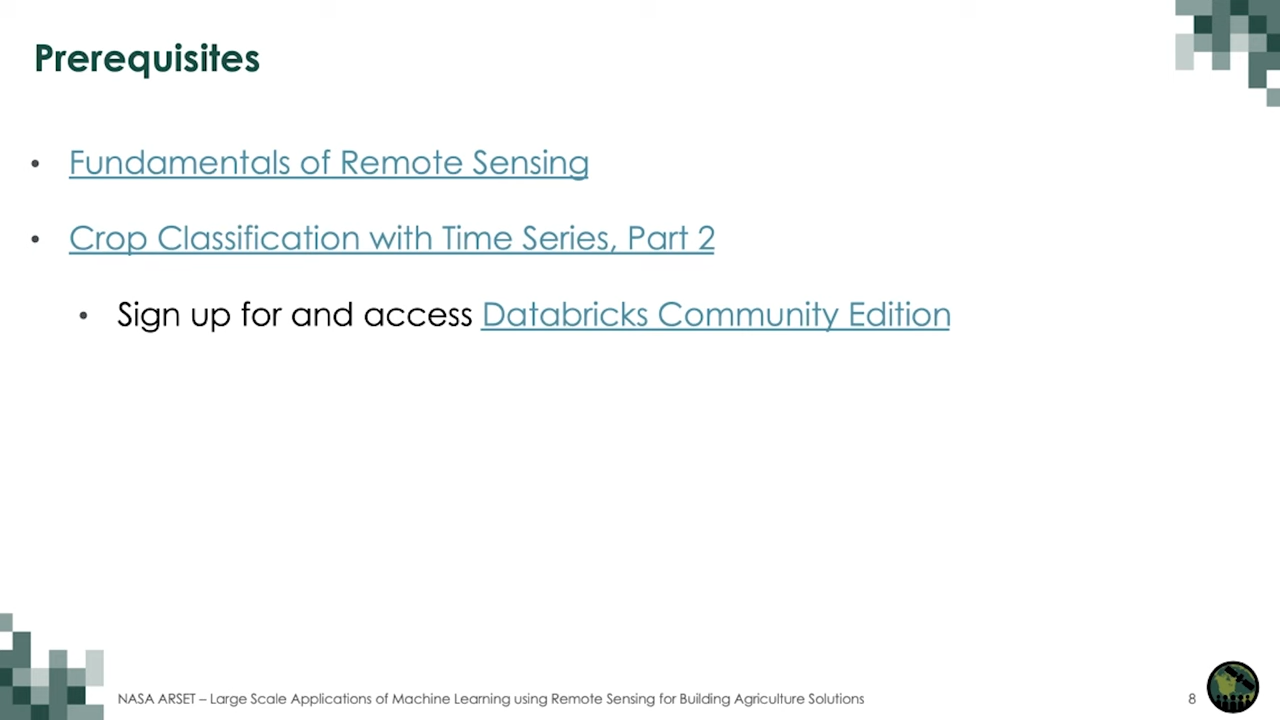 Prerequisites
• Fundamentals of Remote Sensing
• Crop Classification with Time Series, Part 2
• Sign up for and access Databricks Community Edition
NASA ARSET – Large Scale Applications of Machine Learning using Remote Sensing for Building Agriculture Solutions
8